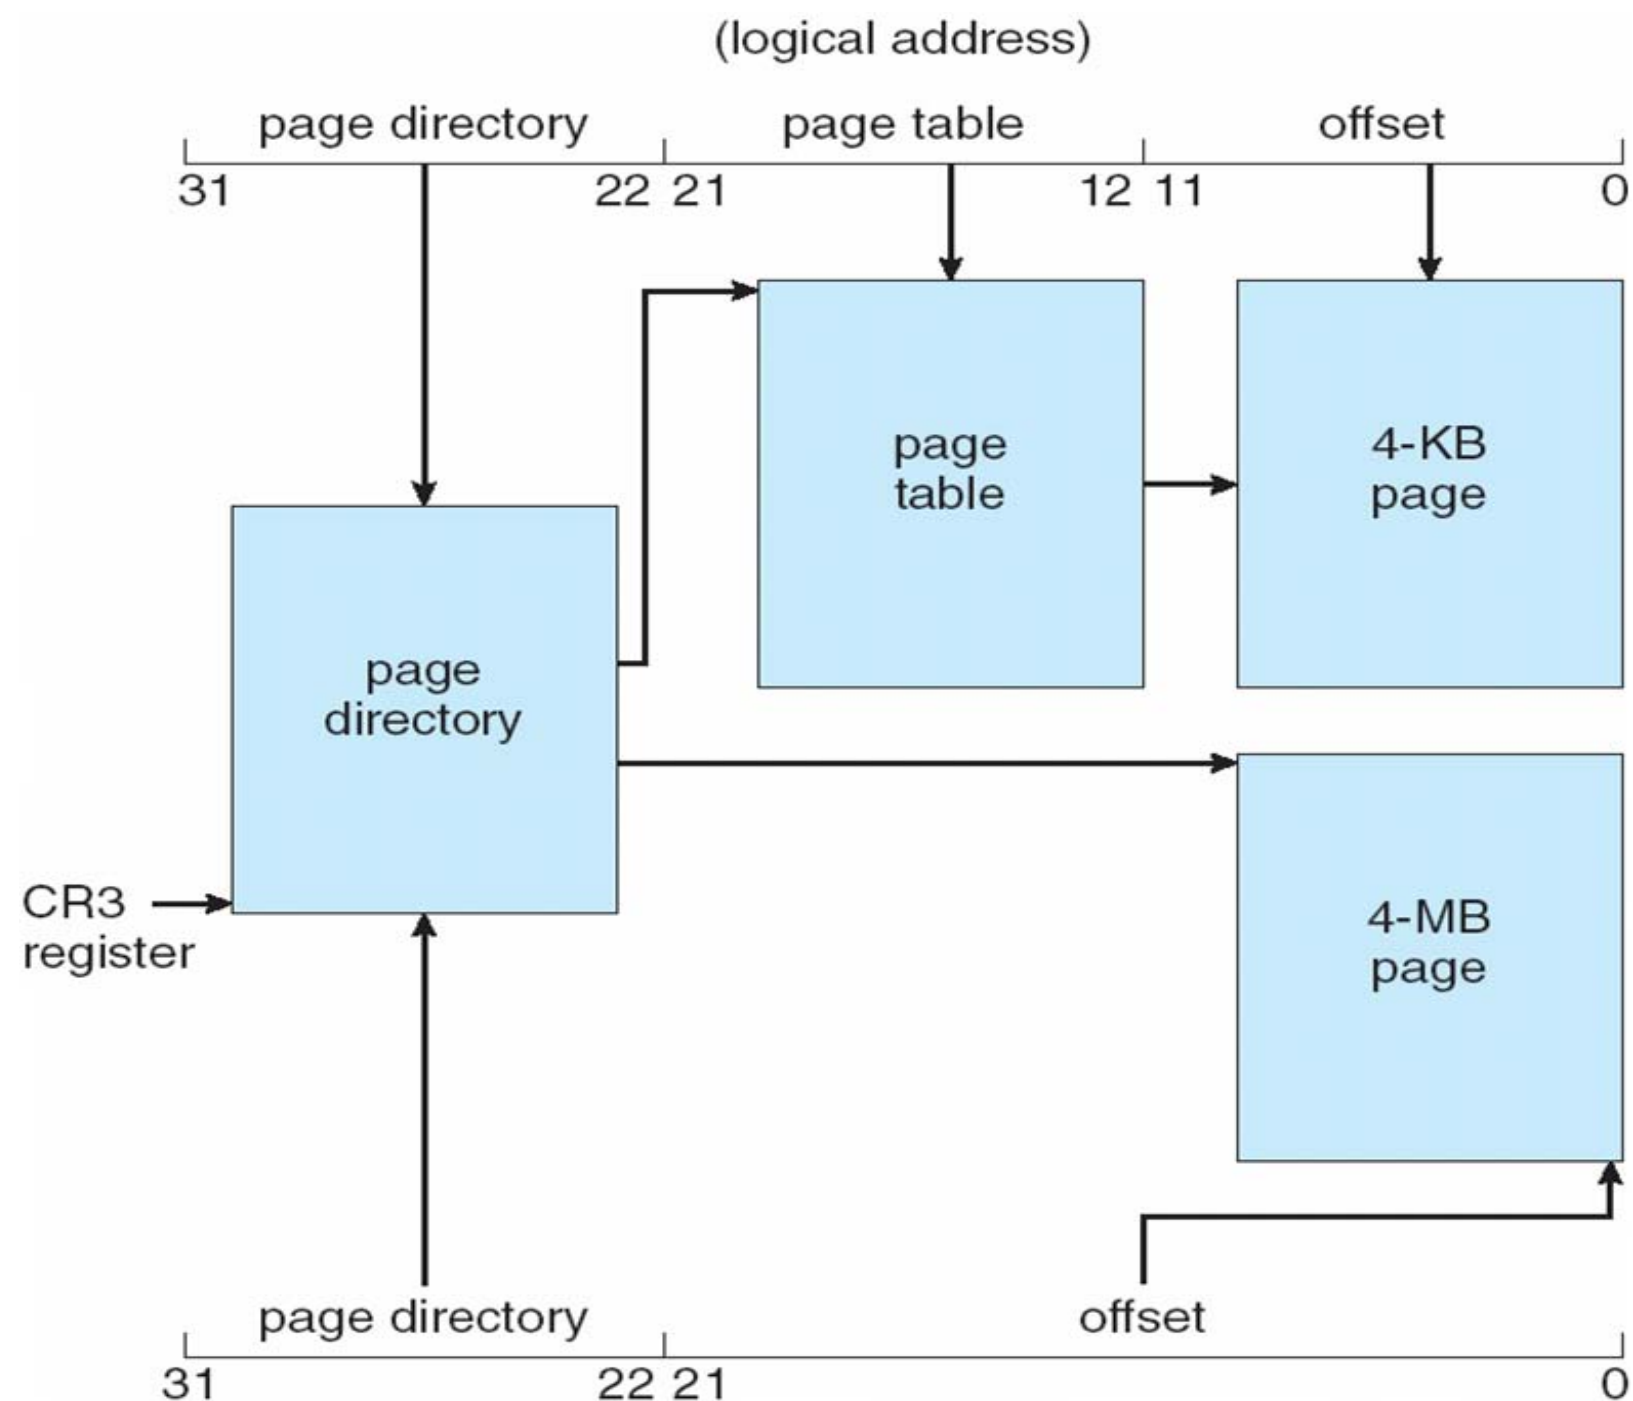 (logical address)
page directory page table offset
31 22 21 12 11 0
page
table
4-KB
page
page
directory
CR3
register
4-MB
page
page directory offset
31 22 21 0